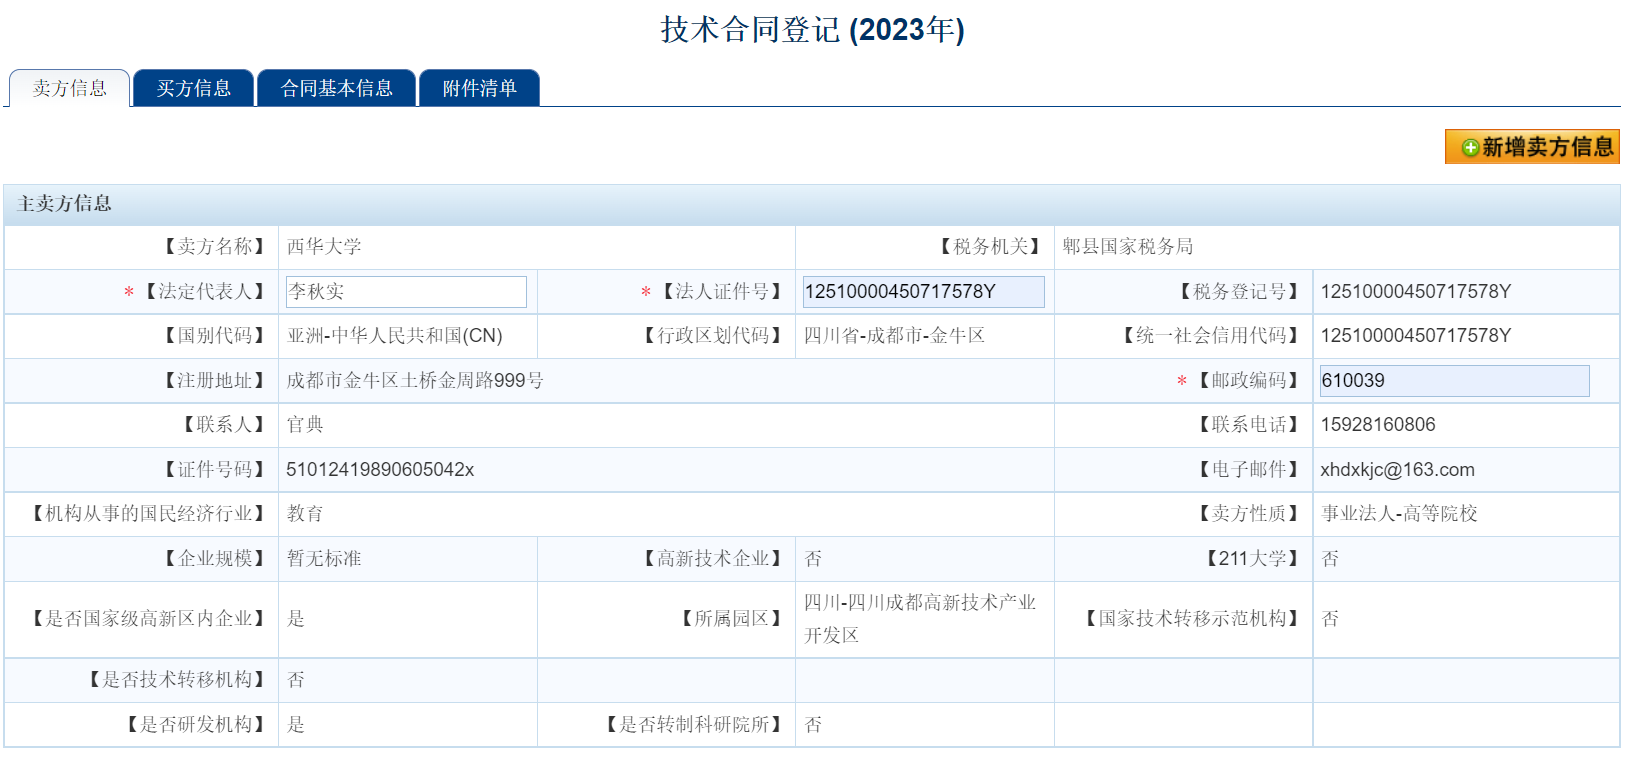 技术合同登记 (2023年)
卖方信息 买方信息 合同基本信息 附件清单
新增卖方信息
主卖方信息
【卖方名称】 西华大学 【税务机关】 郫县国家税务局
* 【法定代表人】 李秋实 * 【法人证件号】 12510000450717578Y 【税务登记号】 12510000450717578Y
【国别代码】 亚洲-中华人民共和国(CN) 【行政区划代码】 四川省-成都市-金牛区 【统一社会信用代码】 12510000450717578Y
【注册地址】 成都市金牛区土桥金周路999号 * 【邮政编码】 610039
【联系人】 官典 【联系电话】 15928160806
【证件号码】 51012419890605042x 【电子邮件】 xhdxkjc@163.com
【机构从事的国民经济行业】 教育 【卖方性质】 事业法人-高等院校
【企业规模】 暂无标准 【高新技术企业】 否 【211大学】 否
【是否国家级高新区内企业】 是 【所属园区】 四川-四川成都高新技术产业
开发区 【国家技术转移示范机构】 否
【是否技术转移机构】 否
【是否研发机构】 是 【是否转制科研院所】 否